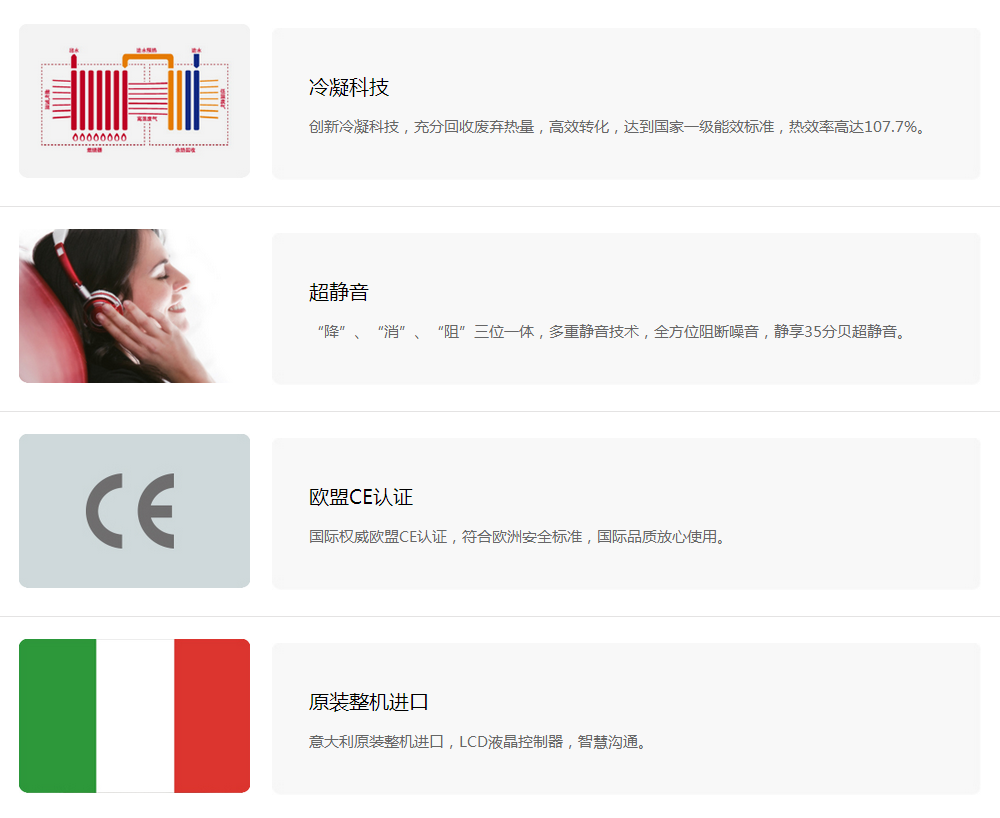 冷凝科技
创新冷凝科技，充分回收废弃热量，高效转化，达到国家一级能效标准，热效率高达107.7%。
超静音
“降”、“消”、“阻”三位一体，多重静音技术，全方位阻断噪音，静享35分贝超静音。
CE
欧盟CE认证
国际权威欧盟CE认证，符合欧洲安全标准，国际品质放心使用。
原装整机进口
意大利原装整机进口，LCD液晶控制器，智慧沟通。